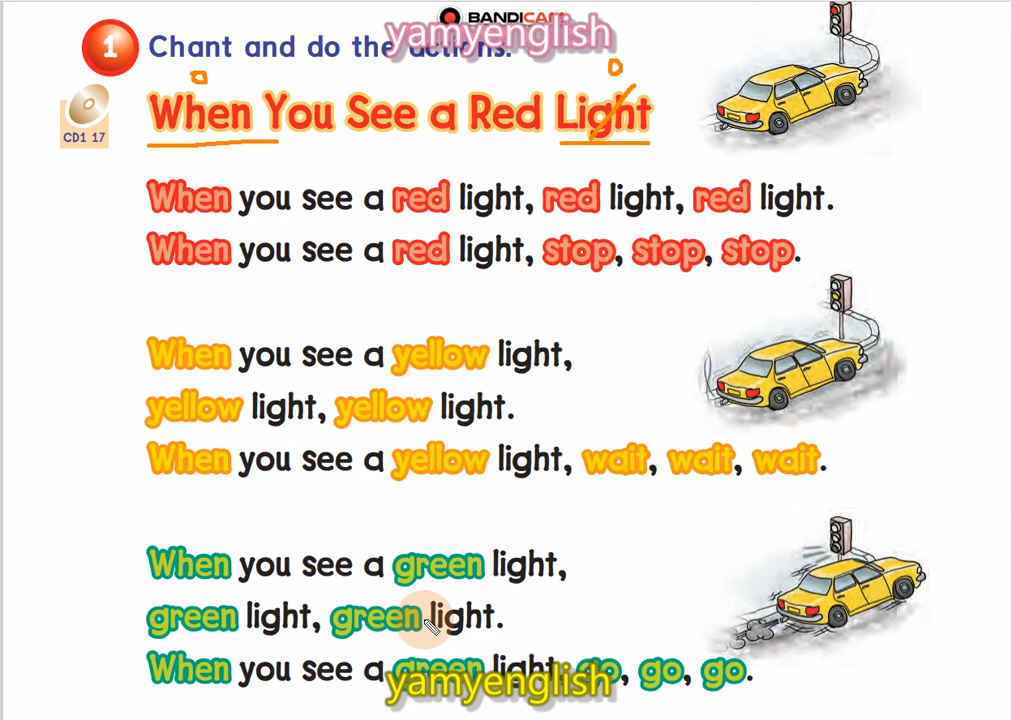 BANDICAM
yamyenglish
1 Chant and do the actions.
When You See a Red Light
CD1 17
When you see a red light, red light, red light.
When you see a red light, stop, stop, stop.
When you see a yellow light,
yellow light, yellow light.
When you see a yellow light, wait, wait, wait.
When you see a green light,
green light, green light.
When you see a green light, go, go, go.
yamyenglish